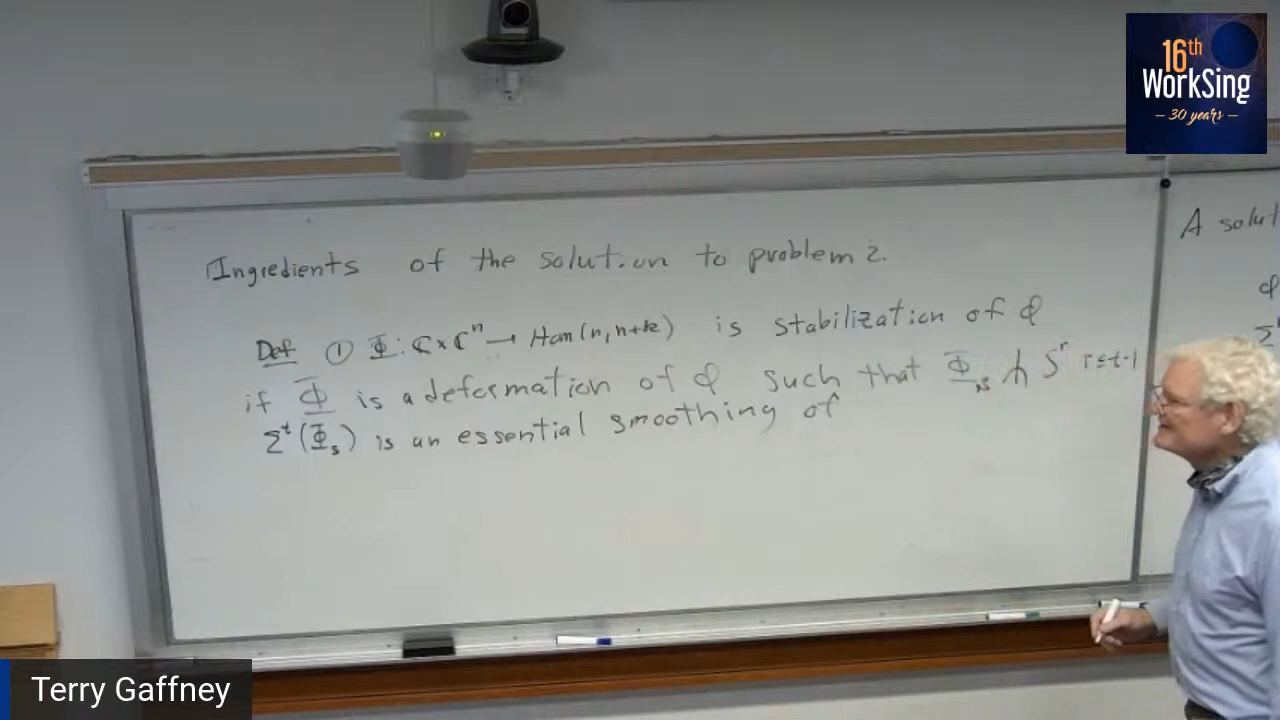 16th
WorkSing
– 30 years –
Ingredients of the solution to problem 2.
A solut
Def ① Φ : ℂ × ℂⁿ → Hom(n, n+k) is stabilization of φ
if Φ is a deformation of φ such that Φₛ ⋔ Sʳ r≤t-1
Σᵗ(Φₛ) is an essential smoothing of
Terry Gaffney